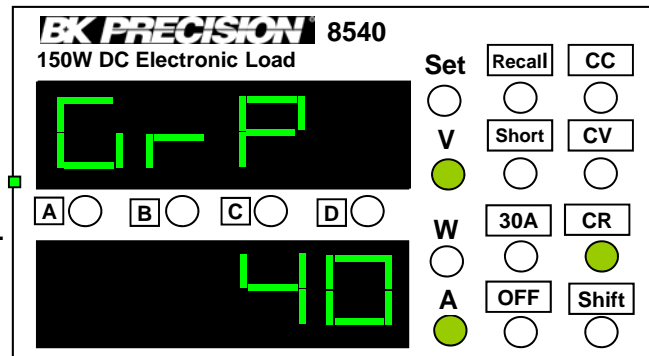 BK PRECISION® 8540
150W DC Electronic Load
GrP
A B C D
40
Set Recall CC
V Short CV
W 30A CR
A OFF Shift